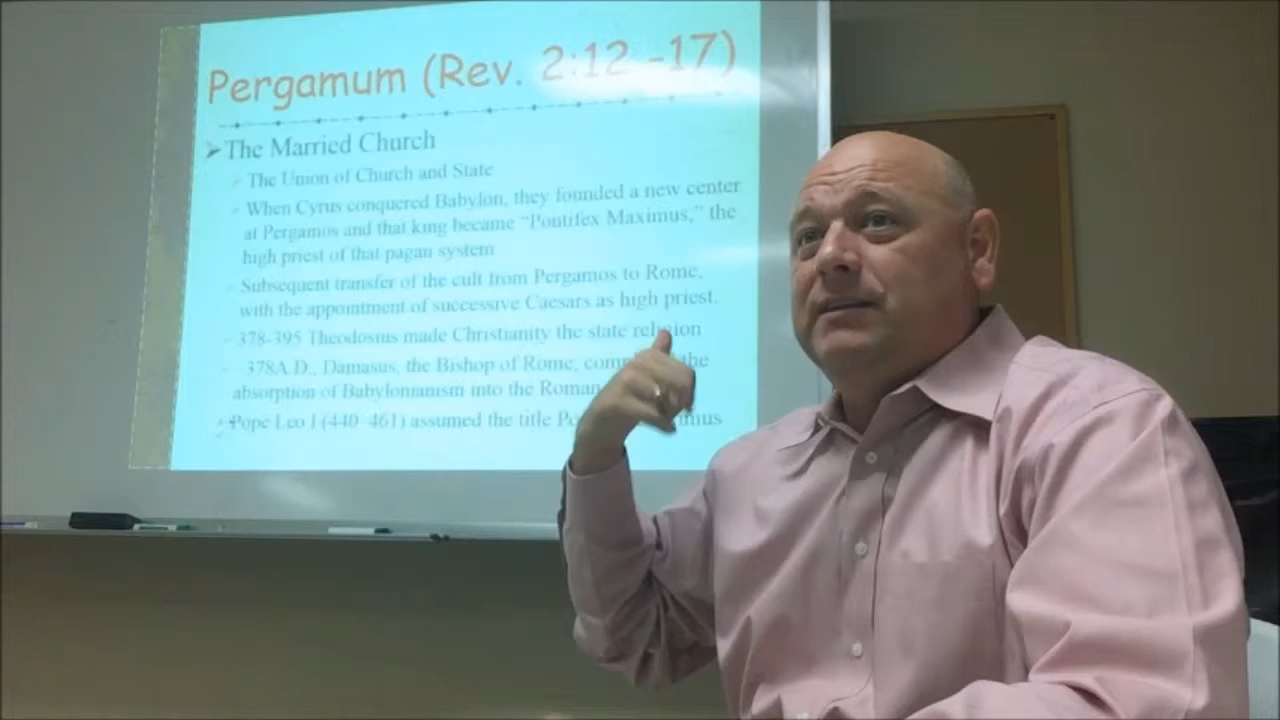 Pergamum (Rev. 2:12 -17)
The Married Church
The Union of Church and State
When Cyrus conquered Babylon, they founded a new center
at Pergamos and that king became “Pontifex Maximus,” the
high priest of that pagan system
Subsequent transfer of the cult from Pergamos to Rome,
with the appointment of successive Caesars as high priest.
378-395 Theodosius made Christianity the state religion
378A.D., Damasus, the Bishop of Rome, the
absorption of Babylonianism into the Roman
Pope Leo I (440-461) assumed the title